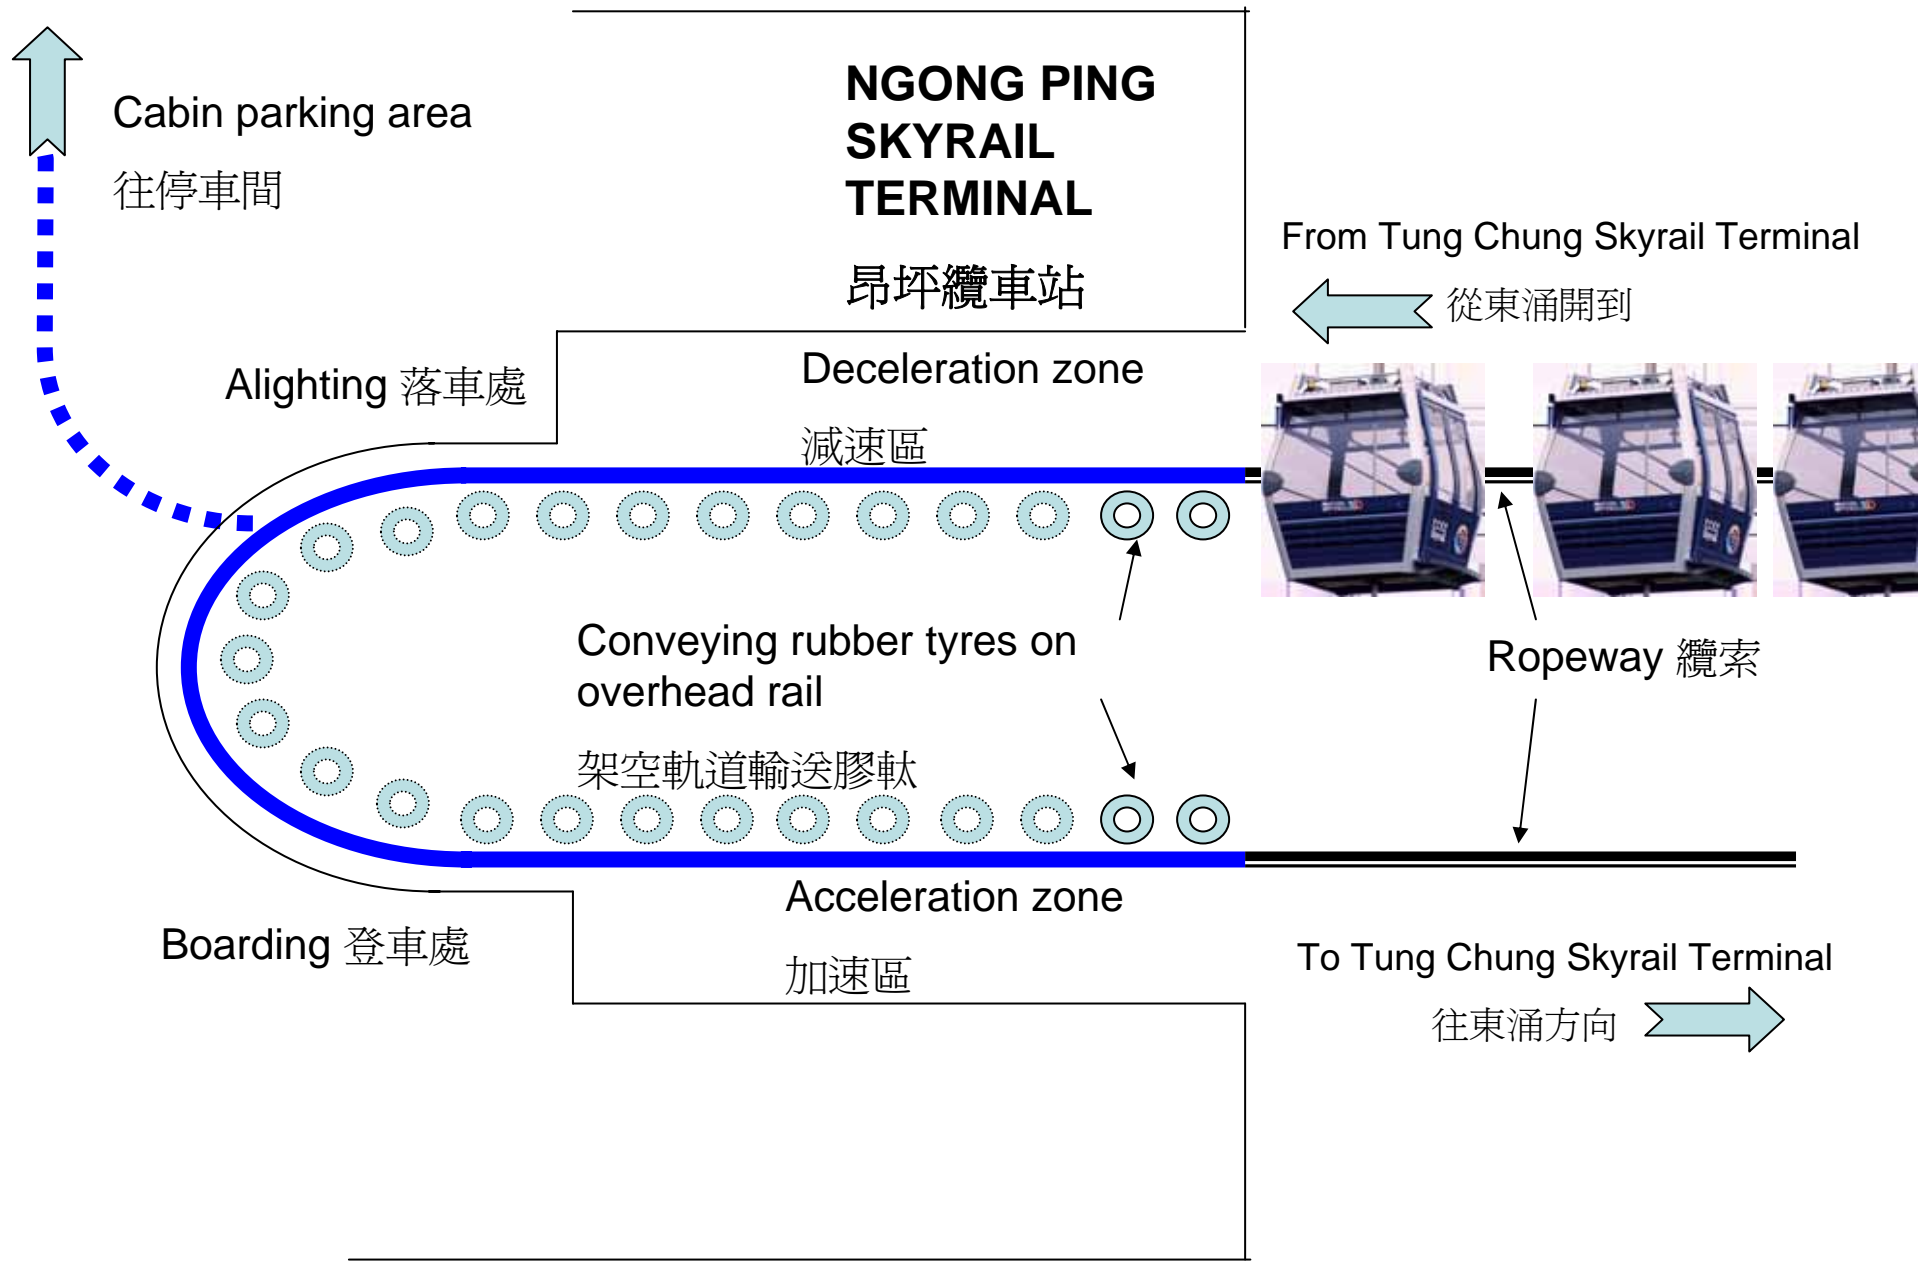 NGONG PING
SKYRAIL
TERMINAL
昂坪纜車站
Cabin parking area
往停車間
From Tung Chung Skyrail Terminal
從東涌開到
Alighting 落車處
Deceleration zone
減速區
Conveying rubber tyres on
overhead rail
架空軌道輸送膠軚
Ropeway 纜索
Acceleration zone
加速區
Boarding 登車處
To Tung Chung Skyrail Terminal
往東涌方向